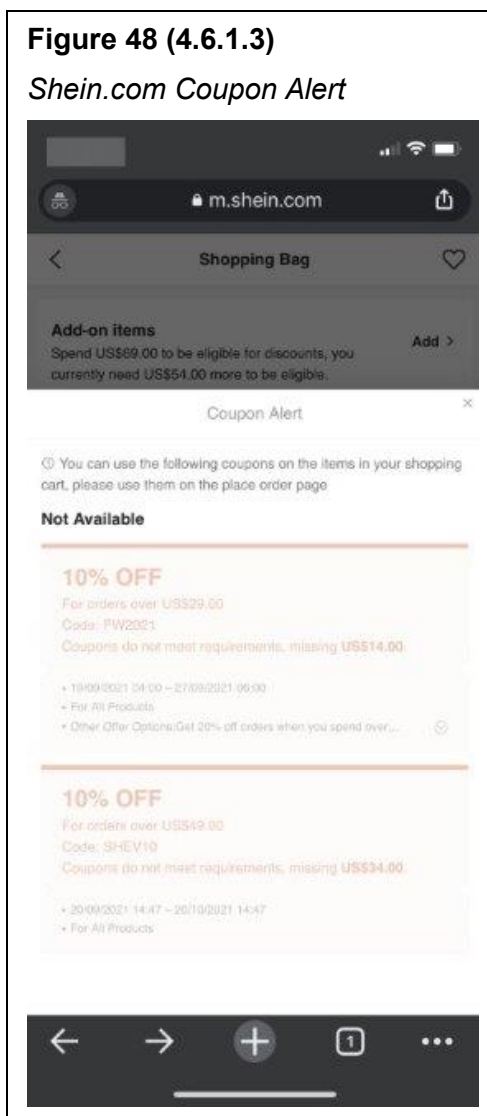 Figure 48 (4.6.1.3)
Shein.com Coupon Alert
m.shein.com
Shopping Bag
Add-on items
Spend US$69.00 to be eligible for discounts, you
currently need US$54.00 more to be eligible.
Add >
Coupon Alert
You can use the following coupons on the items in your shopping
cart, please use them on the place order page
Not Available
10% OFF
For orders over US$29.00
Code: FW2021
Coupons do not meet requirements, missing US$14.00.
• For All Products
• Other Offer Options:Get 20% off orders when you spend over...
10% OFF
For orders over US$49.00
Code: SHEV10
Coupons do not meet requirements, missing US$34.00.
• 20/09/2021 14:47 ~ 20/10/2021 14:47
• For All Products
1